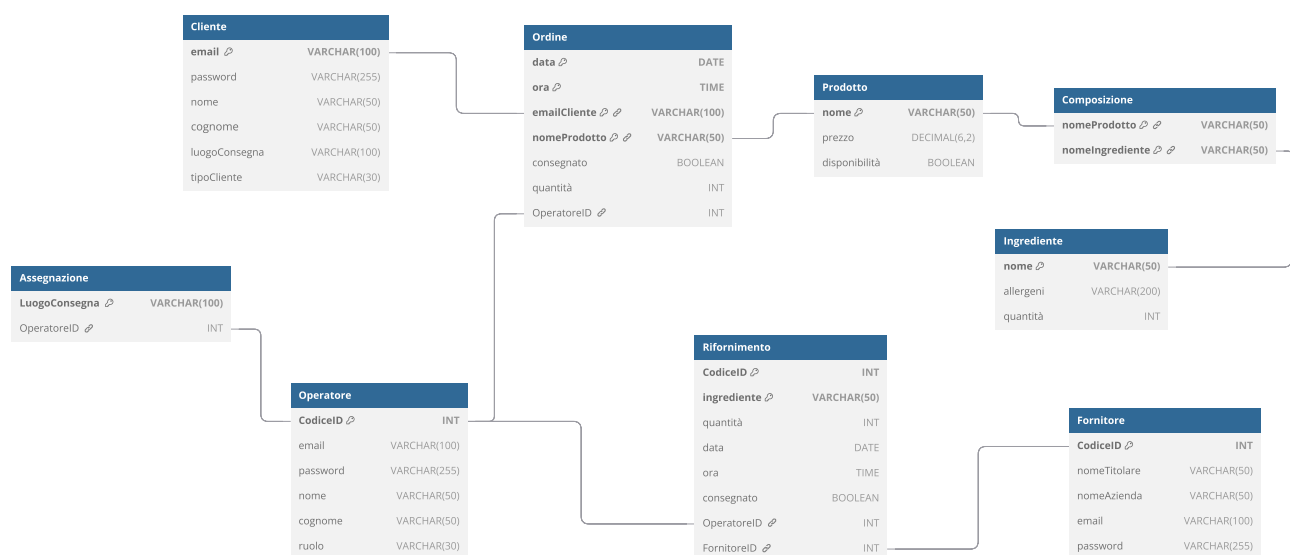 Cliente
email VARCHAR(100)
password VARCHAR(255)
nome VARCHAR(50)
cognome VARCHAR(50)
luogoConsegna VARCHAR(100)
tipoCliente VARCHAR(30)
Ordine
data DATE
ora TIME
emailCliente VARCHAR(100)
nomeProdotto VARCHAR(50)
consegnato BOOLEAN
quantità INT
OperatoreID INT
Prodotto
nome VARCHAR(50)
prezzo DECIMAL(6,2)
disponibilità BOOLEAN
Composizione
nomeProdotto VARCHAR(50)
nomeIngrediente VARCHAR(50)
Ingrediente
nome VARCHAR(50)
allergeni VARCHAR(200)
quantità INT
Assegnazione
LuogoConsegna VARCHAR(100)
OperatoreID INT
Operatore
CodiceID INT
email VARCHAR(100)
password VARCHAR(255)
nome VARCHAR(50)
cognome VARCHAR(50)
ruolo VARCHAR(30)
Rifornimento
CodiceID INT
ingrediente VARCHAR(50)
quantità INT
data DATE
ora TIME
consegnato BOOLEAN
OperatoreID INT
FornitoreID INT
Fornitore
CodiceID INT
nomeTitolare VARCHAR(50)
nomeAzienda VARCHAR(50)
email VARCHAR(100)
password VARCHAR(255)